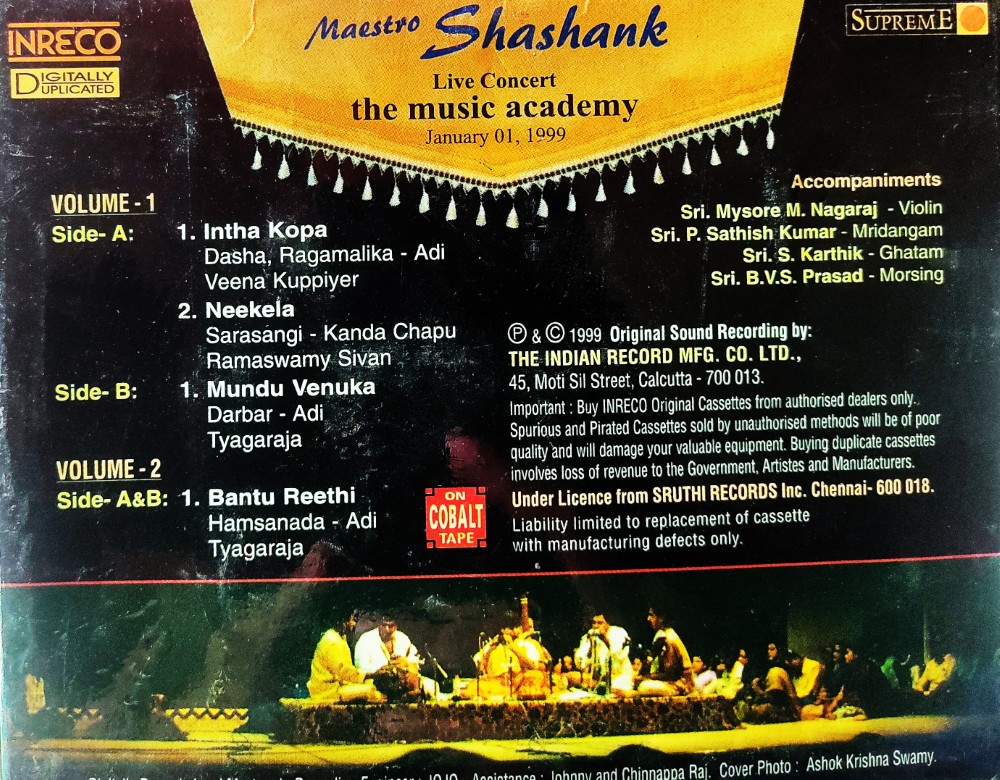 INRECO
DIGITALLY
DUPLICATED
SUPREME
Maestro Shashank
Live Concert
the music academy
January 01, 1999
VOLUME - 1
Side- A: 1. Intha Kopa
Dasha, Ragamalika - Adi
Veena Kuppiyer
2. Neekela
Sarasangi - Kanda Chapu
Ramaswamy Sivan
Side- B: 1. Mundu Venuka
Darbar - Adi
Tyagaraja
VOLUME - 2
Side- A&B: 1. Bantu Reethi
Hamsanada - Adi
Tyagaraja
ON
COBALT
TAPE
Accompaniments
Sri. Mysore M. Nagaraj - Violin
Sri. P. Sathish Kumar - Mridangam
Sri. S. Karthik - Ghatam
Sri. B.V.S. Prasad - Morsing
Ⓟ & © 1999 Original Sound Recording by:
THE INDIAN RECORD MFG. CO. LTD.,
45, Moti Sil Street, Calcutta - 700 013.
Important : Buy INRECO Original Cassettes from authorised dealers only.
Spurious and Pirated Cassettes sold by unauthorised methods will be of poor
quality and will damage your valuable equipment. Buying duplicate cassettes
involves loss of revenue to the Government, Artistes and Manufacturers.
Under Licence from SRUTHI RECORDS Inc. Chennai- 600 018.
Liability limited to replacement of cassette
with manufacturing defects only.
JOJO Assistance : Johnny and Chinnappa Raj. Cover Photo : Ashok Krishna Swamy.